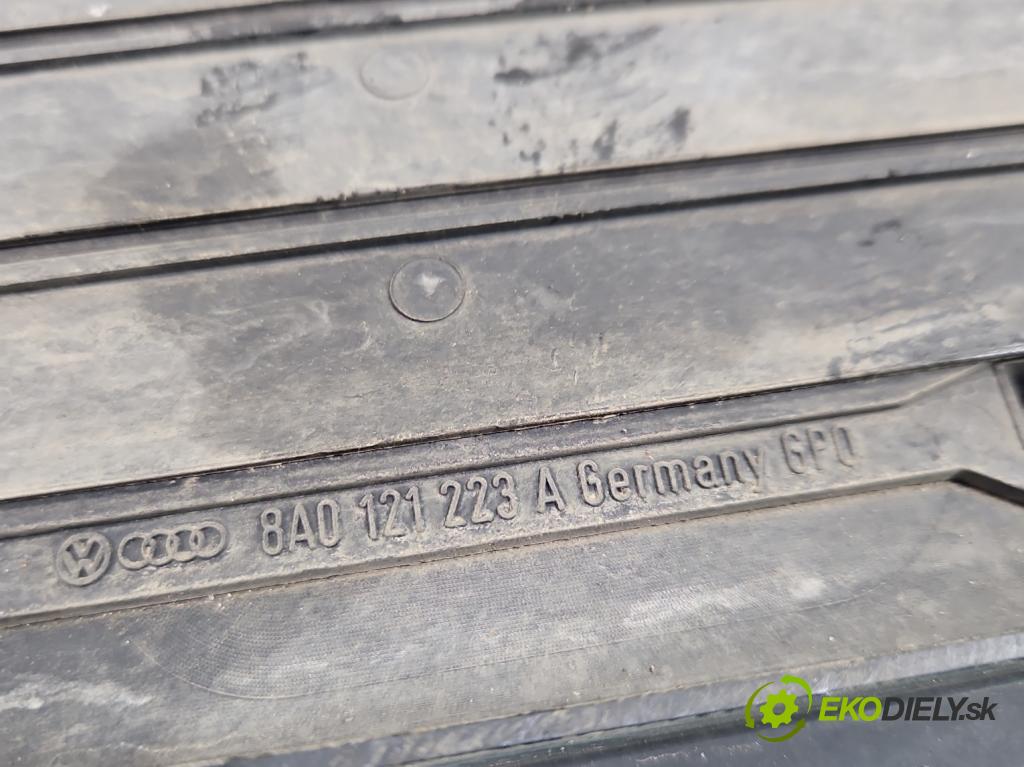 8A0 121 223 A Germany GPO
EKODIELY.sk